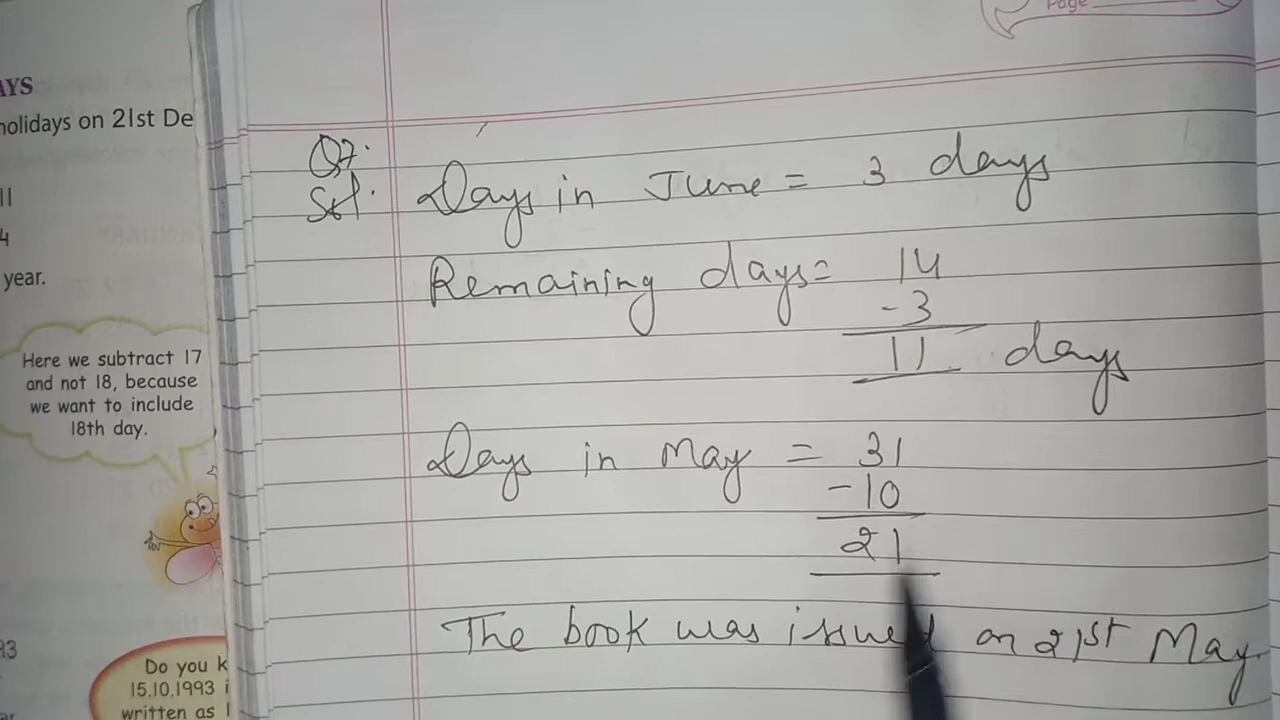 Page
AYS
holidays on 21st De
11
4
year.
Here we subtract 17
and not 18, because
we want to include
18th day.
93
Do you k
15.10.1993 i
written as 1
Q7.
Sol. Days in June = 3 days
Remaining days = 14
- 3
11 days
Days in May = 31
- 10
21
The book was issued on 21st May.